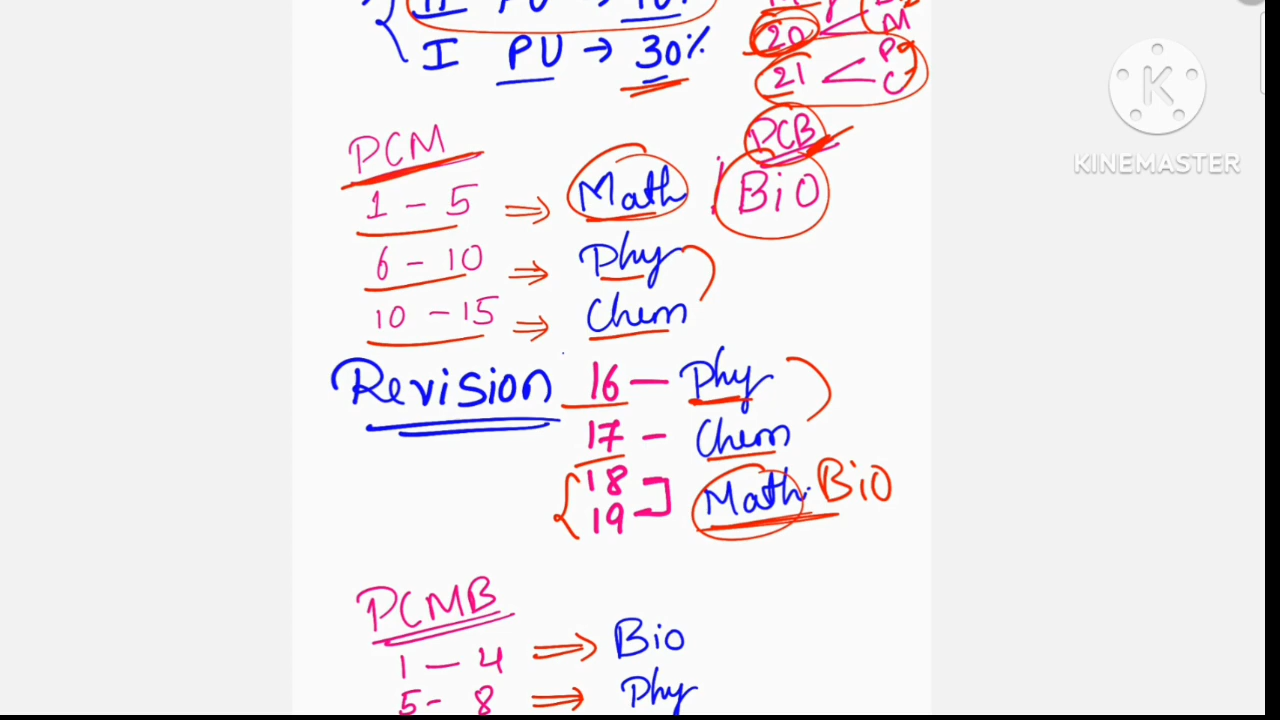 I PU → 30%
20 < M
21 < P C
PCM
PCB
1 - 5 ⇒ Math BiO
6 - 10 ⇒ Phy
10 - 15 ⇒ Chem
Revision 16 — Phy
17 - Chem
18
19 Math. BiO
PCMB
1 — 4 ⇒ Bio
5 - 8 ⇒ Phy
K
KINEMASTER